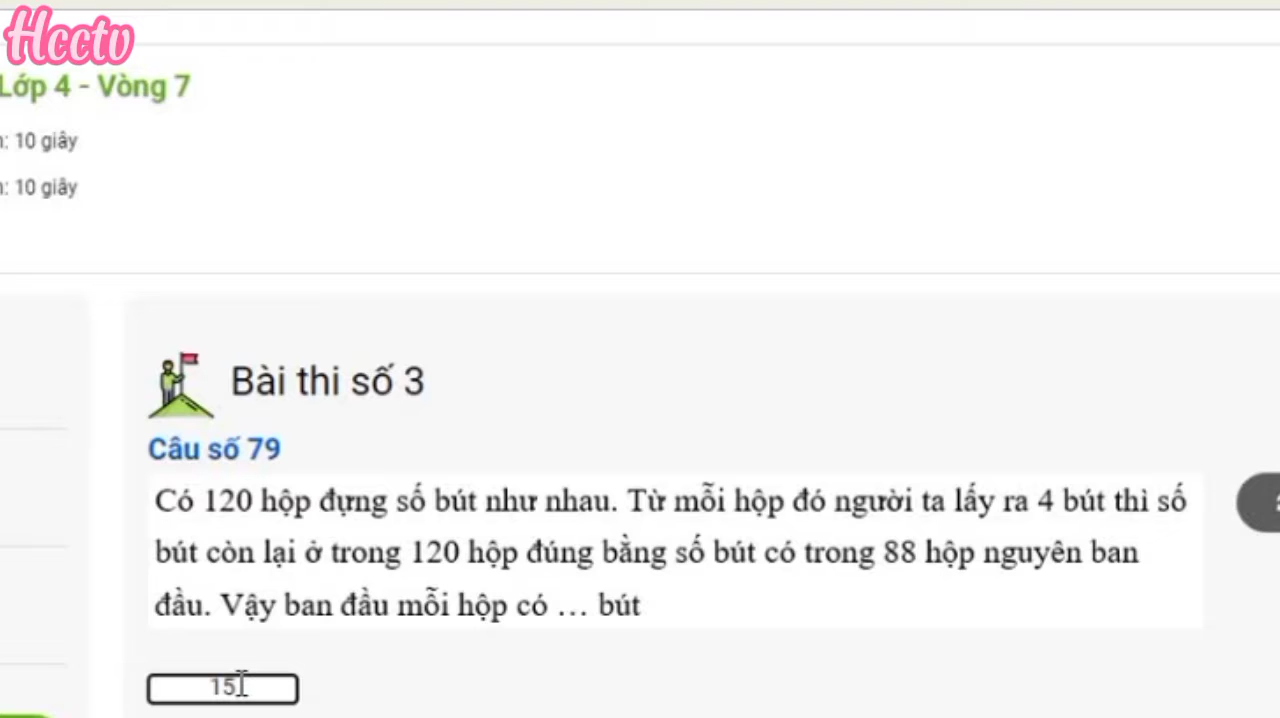 Hcctv
Lớp 4 - Vòng 7
: 10 giây
: 10 giây
Bài thi số 3
Câu số 79
Có 120 hộp đựng số bút như nhau. Từ mỗi hộp đó người ta lấy ra 4 bút thì số
bút còn lại ở trong 120 hộp đúng bằng số bút có trong 88 hộp nguyên ban
đầu. Vậy ban đầu mỗi hộp có … bút
15